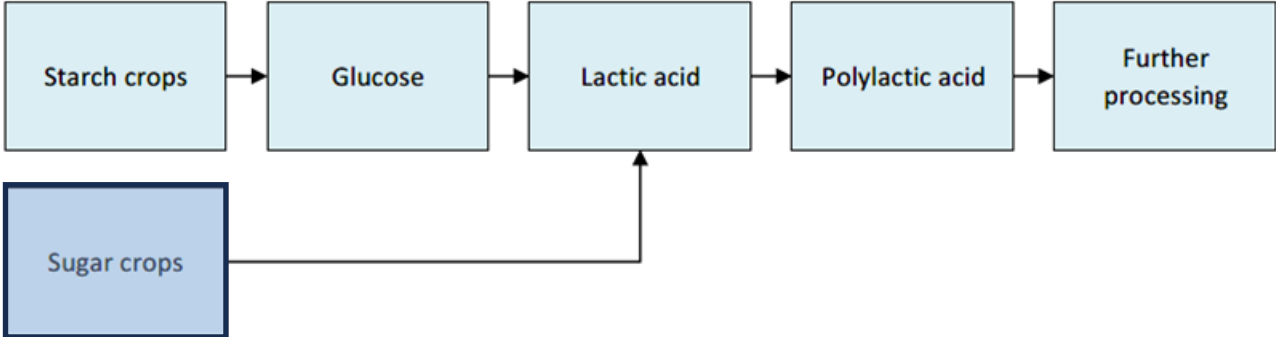 Starch crops
Glucose
Lactic acid
Polylactic acid
Further
processing
Sugar crops